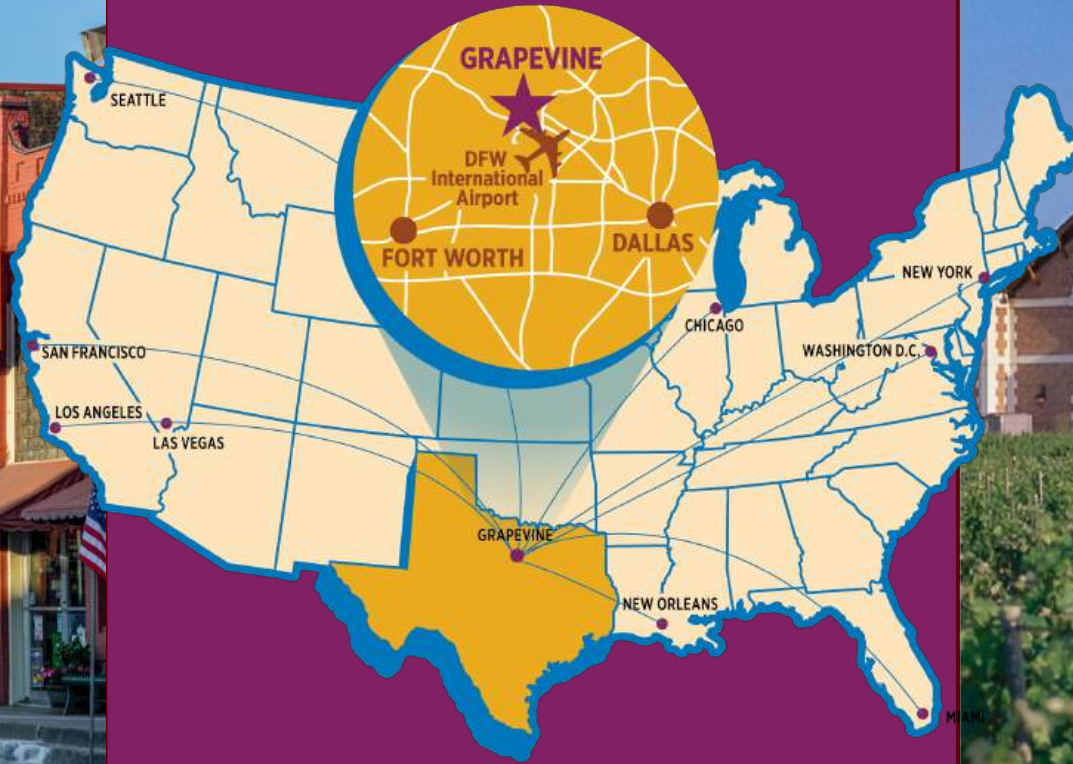 GRAPEVINE
DFW
International
Airport
FORT WORTH
DALLAS
SEATTLE
SAN FRANCISCO
LOS ANGELES
LAS VEGAS
CHICAGO
NEW YORK
WASHINGTON D.C.
GRAPEVINE
NEW ORLEANS
MIAMI